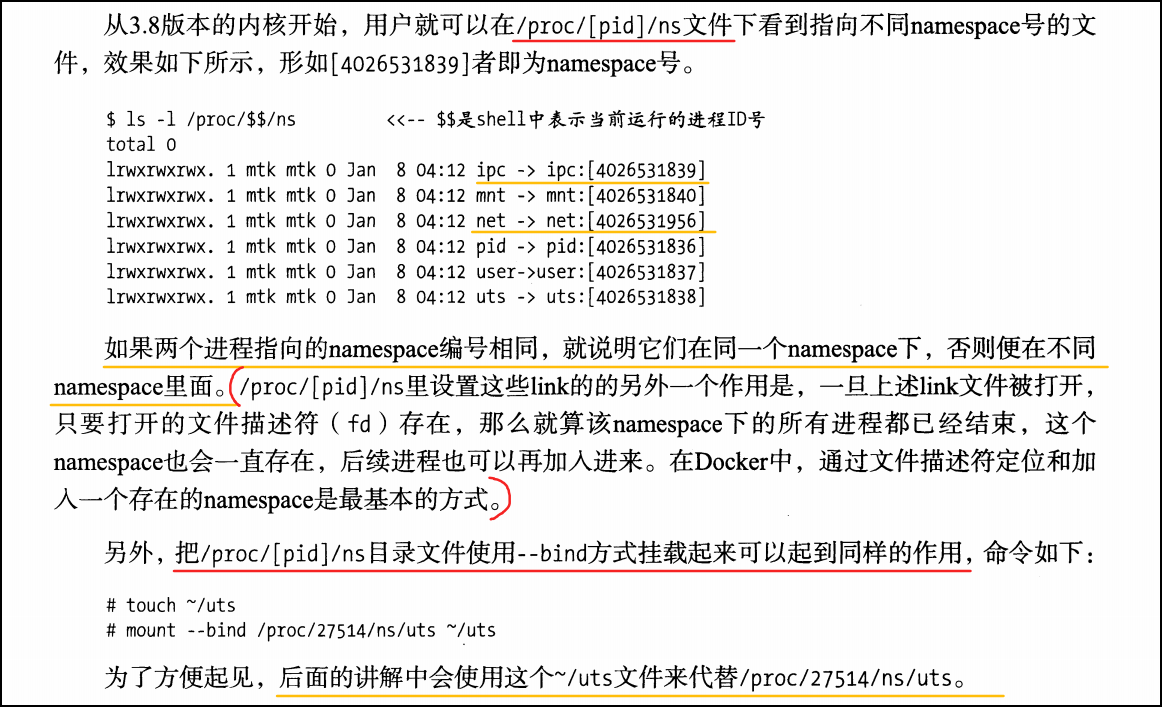 从3.8版本的内核开始，用户就可以在/proc/[pid]/ns文件下看到指向不同namespace号的文
件，效果如下所示，形如[4026531839]者即为namespace号。
$ ls -l /proc/$$/ns         <<-- $$是shell中表示当前运行的进程ID号
total 0
lrwxrwxrwx. 1 mtk mtk 0 Jan  8 04:12 ipc -> ipc:[4026531839]
lrwxrwxrwx. 1 mtk mtk 0 Jan  8 04:12 mnt -> mnt:[4026531840]
lrwxrwxrwx. 1 mtk mtk 0 Jan  8 04:12 net -> net:[4026531956]
lrwxrwxrwx. 1 mtk mtk 0 Jan  8 04:12 pid -> pid:[4026531836]
lrwxrwxrwx. 1 mtk mtk 0 Jan  8 04:12 user->user:[4026531837]
lrwxrwxrwx. 1 mtk mtk 0 Jan  8 04:12 uts -> uts:[4026531838]
如果两个进程指向的namespace编号相同，就说明它们在同一个namespace下，否则便在不同
namespace里面。/proc/[pid]/ns里设置这些link的的另外一个作用是，一旦上述link文件被打开，
只要打开的文件描述符（fd）存在，那么就算该namespace下的所有进程都已经结束，这个
namespace也会一直存在，后续进程也可以再加入进来。在Docker中，通过文件描述符定位和加
入一个存在的namespace是最基本的方式。
另外，把/proc/[pid]/ns目录文件使用--bind方式挂载起来可以起到同样的作用，命令如下：
# touch ~/uts
# mount --bind /proc/27514/ns/uts ~/uts
为了方便起见，后面的讲解中会使用这个~/uts文件来代替/proc/27514/ns/uts。